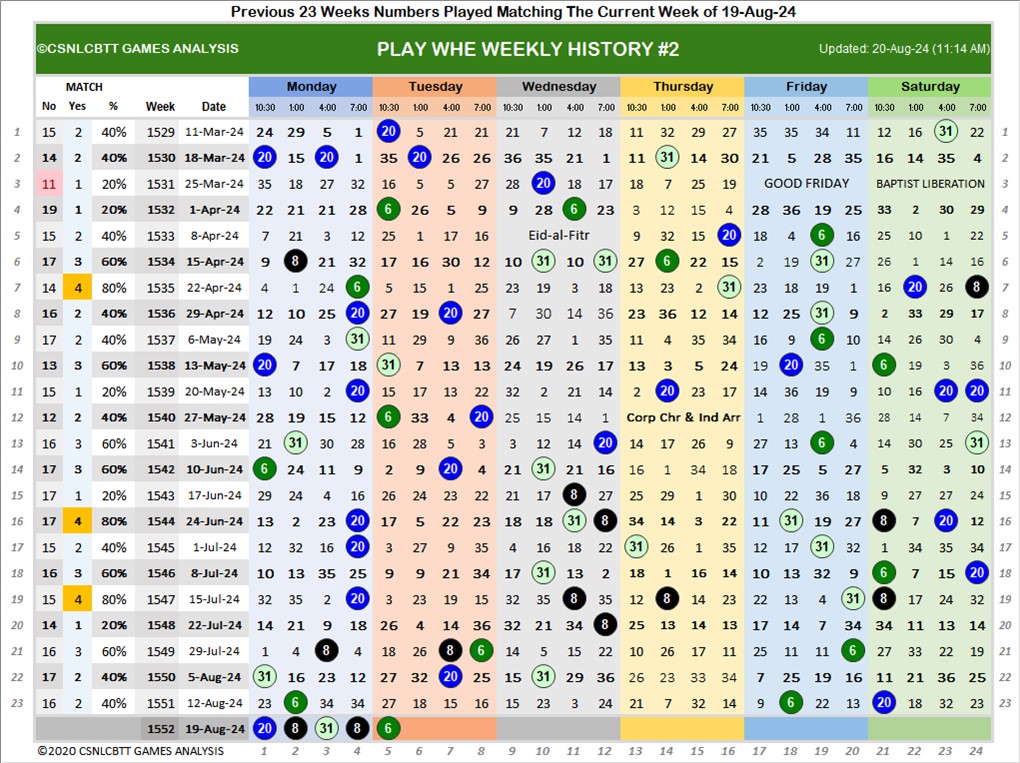 Previous 23 Weeks Numbers Played Matching The Current Week of 19-Aug-24
©CSNLCBTT GAMES ANALYSIS PLAY WHE WEEKLY HISTORY #2 Updated: 20-Aug-24 (11:14 AM)
MATCH Monday Tuesday Wednesday Thursday Friday Saturday
No Yes % Week Date 10:30 1:00 4:00 7:00 10:30 1:00 4:00 7:00 10:30 1:00 4:00 7:00 10:30 1:00 4:00 7:00 10:30 1:00 4:00 7:00 10:30 1:00 4:00 7:00
1 15 2 40% 1529 11-Mar-24 24 29 5 1 20 5 21 21 21 7 12 18 11 32 29 27 35 35 34 11 12 16 31 22 1
2 14 2 40% 1530 18-Mar-24 20 15 20 1 35 20 26 26 36 35 21 1 11 31 14 30 21 5 28 35 16 14 35 4 2
3 11 1 20% 1531 25-Mar-24 35 18 27 32 16 5 5 27 28 20 18 17 18 7 25 19 GOOD FRIDAY BAPTIST LIBERATION 3
4 19 1 20% 1532 1-Apr-24 22 21 21 28 6 26 5 9 9 28 6 23 3 12 15 4 28 36 19 25 33 2 30 29 4
5 15 2 40% 1533 8-Apr-24 7 21 3 12 25 1 17 16 Eid-al-Fitr 9 32 15 20 18 4 6 16 25 10 1 22 5
6 17 3 60% 1534 15-Apr-24 9 8 21 32 17 16 30 12 10 31 10 31 27 6 22 15 2 19 31 27 26 1 14 16 6
7 14 4 80% 1535 22-Apr-24 4 1 24 6 5 15 1 25 23 19 3 18 13 23 2 31 23 18 19 1 16 20 26 8 7
8 16 2 40% 1536 29-Apr-24 12 10 25 20 27 19 20 27 7 30 14 36 23 36 12 14 12 25 31 9 2 33 29 17 8
9 17 2 40% 1537 6-May-24 19 24 3 31 11 29 9 36 26 27 1 35 11 4 35 34 16 9 6 10 14 26 30 4 9
10 13 3 60% 1538 13-May-24 20 7 17 18 31 7 13 13 24 19 26 17 13 3 5 24 19 20 35 1 6 19 3 36 10
11 15 1 20% 1539 20-May-24 13 10 2 20 15 17 13 22 32 2 21 14 2 20 23 17 14 36 19 9 10 16 20 20 11
12 12 2 40% 1540 27-May-24 28 19 15 12 6 33 4 20 25 15 14 1 Corp Chr & Ind Arr 1 28 1 36 28 14 7 34 12
13 16 3 60% 1541 3-Jun-24 21 31 30 28 16 28 5 3 3 12 14 20 14 17 26 9 27 13 6 4 14 30 25 31 13
14 17 3 60% 1542 10-Jun-24 6 24 11 9 2 9 20 4 21 31 21 16 16 1 34 18 17 25 5 27 5 32 3 10 14
15 17 1 20% 1543 17-Jun-24 29 24 4 16 26 24 23 22 21 17 8 27 25 29 1 30 10 22 36 18 9 27 27 24 15
16 17 4 80% 1544 24-Jun-24 13 2 23 20 17 5 22 23 18 18 31 8 34 14 3 22 11 31 19 27 8 7 20 12 16
17 15 2 40% 1545 1-Jul-24 12 32 16 20 3 27 9 35 4 16 18 22 31 26 1 35 12 17 31 32 1 34 35 34 17
18 16 3 60% 1546 8-Jul-24 10 13 35 25 9 9 21 34 17 31 13 2 18 1 16 14 10 13 32 9 6 7 15 20 18
19 15 4 80% 1547 15-Jul-24 32 35 2 20 3 23 19 15 32 35 8 35 17 8 14 23 22 13 4 31 8 17 24 32 19
20 14 1 20% 1548 22-Jul-24 14 21 9 18 26 4 14 36 32 21 34 8 25 13 14 13 17 14 7 34 34 11 13 14 20
21 16 3 60% 1549 29-Jul-24 1 4 8 4 18 26 8 6 14 5 15 22 10 26 17 11 25 11 11 6 27 33 22 19 21
22 17 2 40% 1550 5-Aug-24 31 16 23 12 27 32 20 25 15 31 29 36 26 23 33 34 7 25 19 16 11 21 36 25 22
23 16 2 40% 1551 12-Aug-24 23 6 34 34 27 18 15 16 15 23 3 24 21 7 32 14 9 6 22 13 20 18 32 23 23
1552 19-Aug-24 20 8 31 8 6
©2020 CSNLCBTT GAMES ANALYSIS 1 2 3 4 5 6 7 8 9 10 11 12 13 14 15 16 17 18 19 20 21 22 23 24